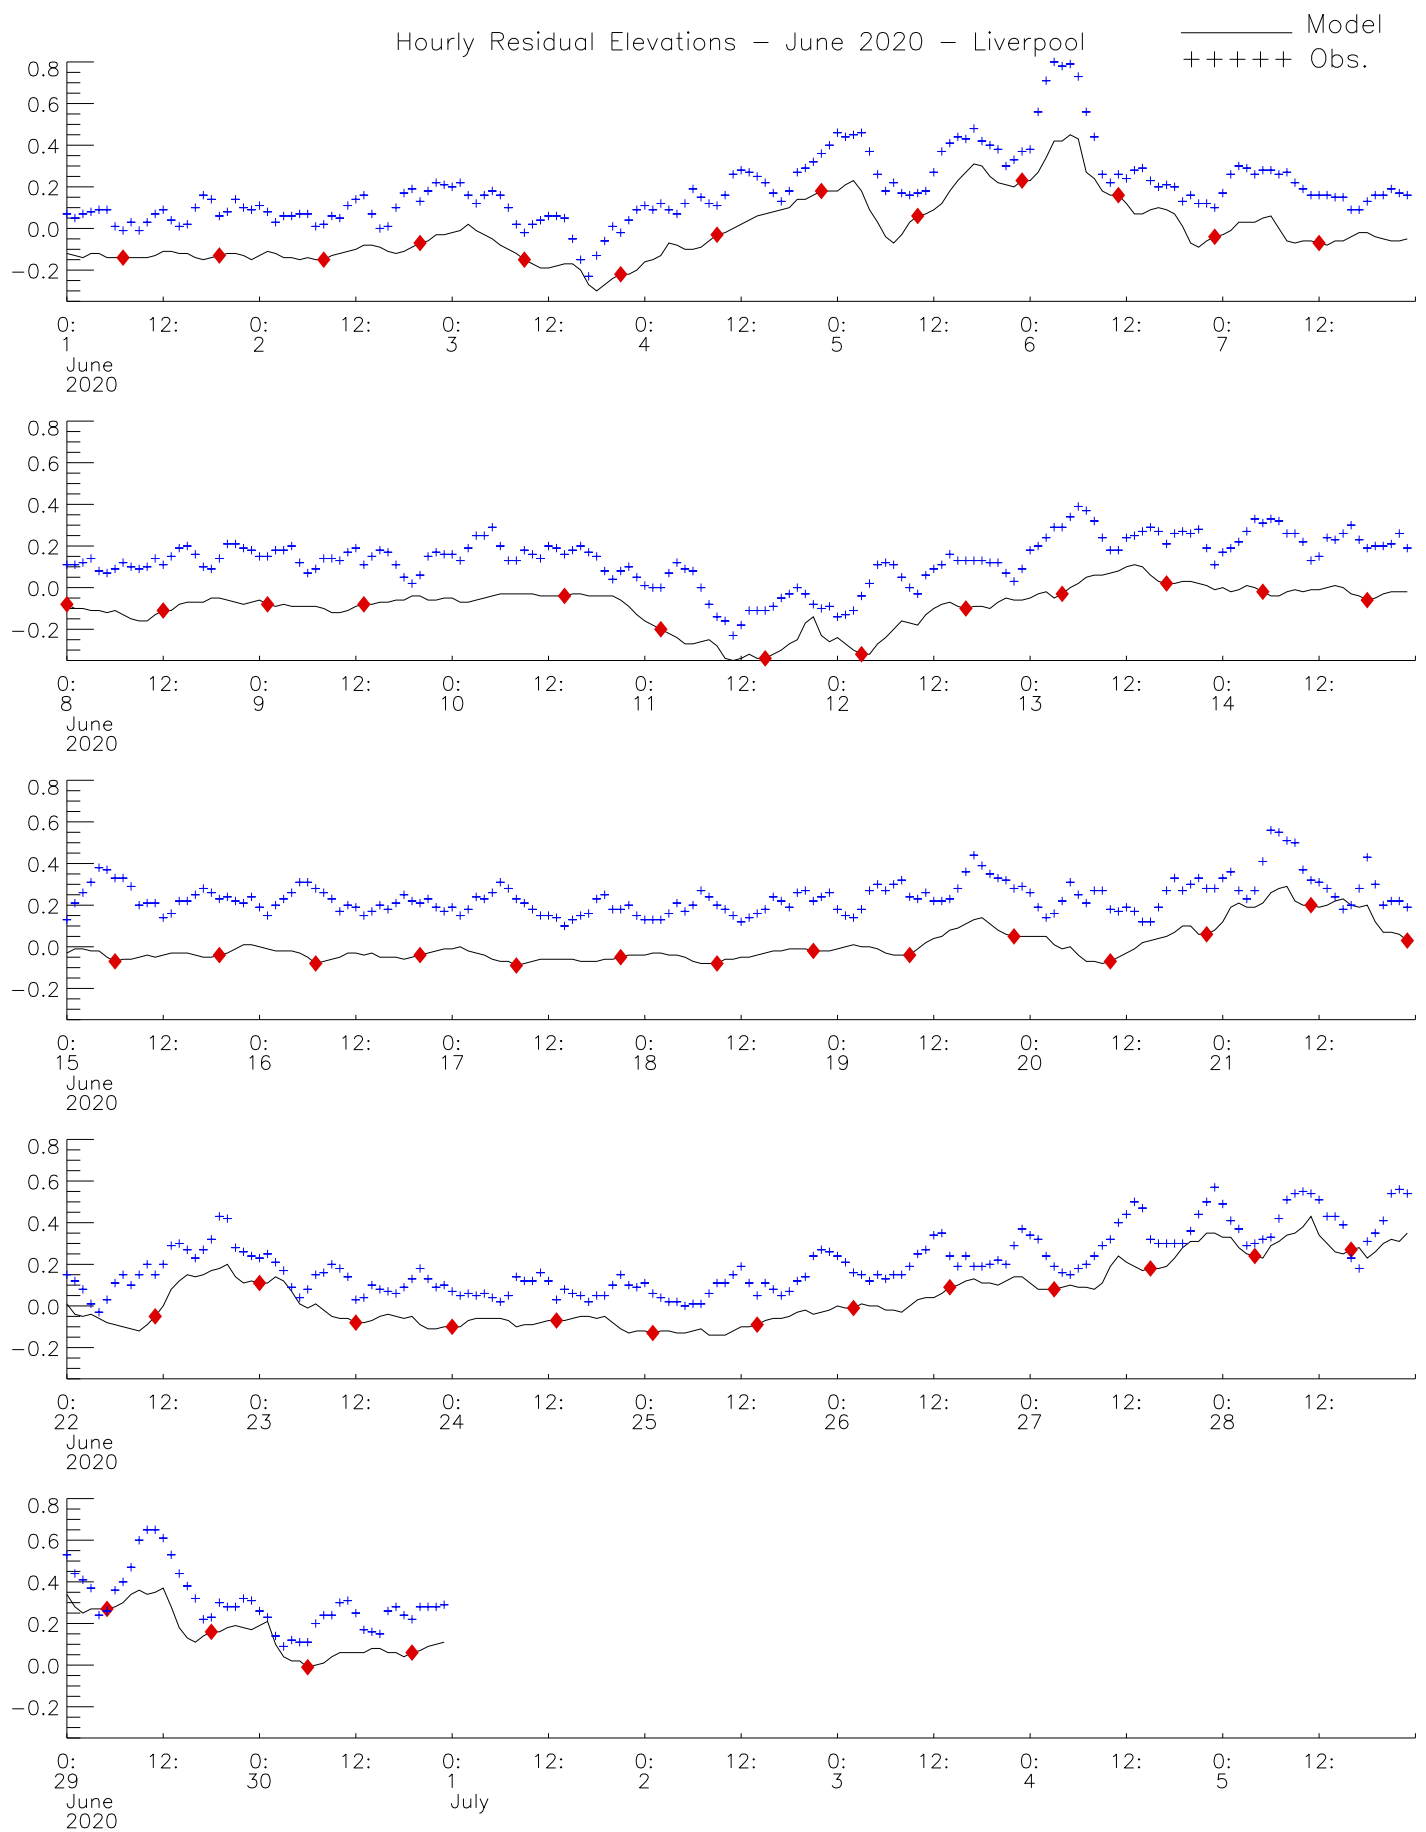 Hourly Residual Elevations − June 2020 − Liverpool
Model
+++++ Obs.
0.8
0.6
0.4
0.2
0.0
−0.2
0: 12: 0: 12: 0: 12: 0: 12: 0: 12: 0: 12: 0: 12:
1 2 3 4 5 6 7
June
2020
0.8
0.6
0.4
0.2
0.0
−0.2
0: 12: 0: 12: 0: 12: 0: 12: 0: 12: 0: 12: 0: 12:
8 9 10 11 12 13 14
June
2020
0.8
0.6
0.4
0.2
0.0
−0.2
0: 12: 0: 12: 0: 12: 0: 12: 0: 12: 0: 12: 0: 12:
15 16 17 18 19 20 21
June
2020
0.8
0.6
0.4
0.2
0.0
−0.2
0: 12: 0: 12: 0: 12: 0: 12: 0: 12: 0: 12: 0: 12:
22 23 24 25 26 27 28
June
2020
0.8
0.6
0.4
0.2
0.0
−0.2
0: 12: 0: 12: 0: 12: 0: 12: 0: 12: 0: 12: 0: 12:
29 30 1 2 3 4 5
June July
2020